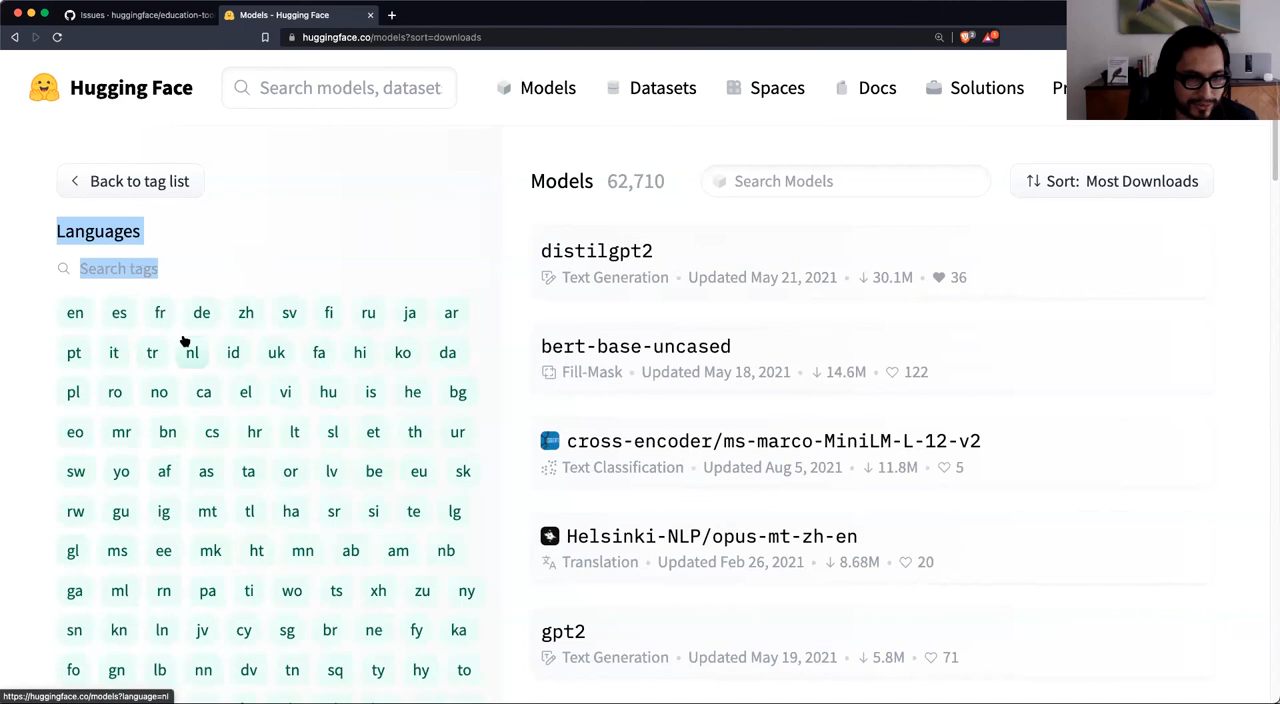 Issues · huggingface/education-too
Models - Hugging Face
huggingface.co/models?sort=downloads
2
1
Hugging Face
Search models, dataset
Models
Datasets
Spaces
Docs
Solutions
Back to tag list
Models 62,710
Search Models
Sort: Most Downloads
Languages
Search tags
en es fr de zh sv fi ru ja ar
pt it tr nl id uk fa hi ko da
pl ro no ca el vi hu is he bg
eo mr bn cs hr lt sl et th ur
sw yo af as ta or lv be eu sk
rw gu ig mt tl ha sr si te lg
gl ms ee mk ht mn ab am nb
ga ml rn pa ti wo ts xh zu ny
sn kn ln jv cy sg br ne fy ka
fo gn lb nn dv tn sq ty hy to
distilgpt2
Text Generation • Updated May 21, 2021 • 30.1M • 36
bert-base-uncased
Fill-Mask • Updated May 18, 2021 • 14.6M • 122
cross-encoder/ms-marco-MiniLM-L-12-v2
Text Classification • Updated Aug 5, 2021 • 11.8M • 5
Helsinki-NLP/opus-mt-zh-en
Translation • Updated Feb 26, 2021 • 8.68M • 20
gpt2
Text Generation • Updated May 19, 2021 • 5.8M • 71
https://huggingface.co/models?language=nl